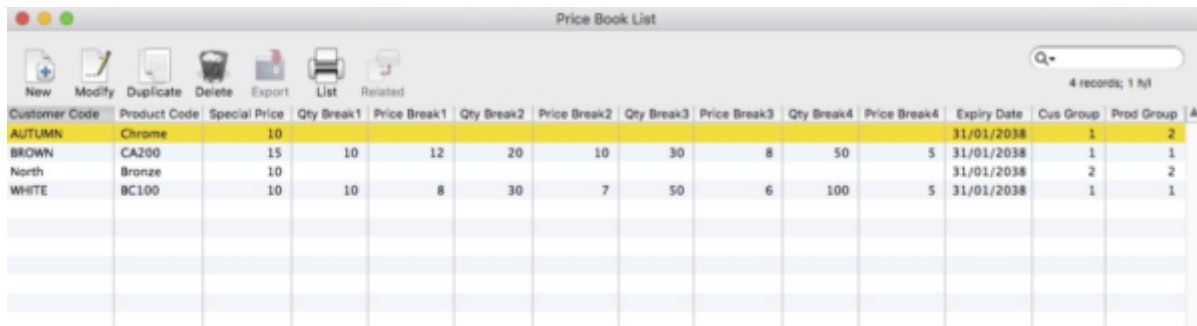 Price Book List
New Modify Duplicate Delete Export List Related
4 records; 1 h/l
Customer Code Product Code Special Price Qty Break1 Price Break1 Qty Break2 Price Break2 Qty Break3 Price Break3 Qty Break4 Price Break4 Expiry Date Cus Group Prod Group
AUTUMN Chrome 10 31/01/2038 1 2
BROWN CA200 15 10 12 20 10 30 8 50 5 31/01/2038 1 1
North Bronze 10 31/01/2038 2 2
WHITE BC100 10 10 8 30 7 50 6 100 5 31/01/2038 1 1